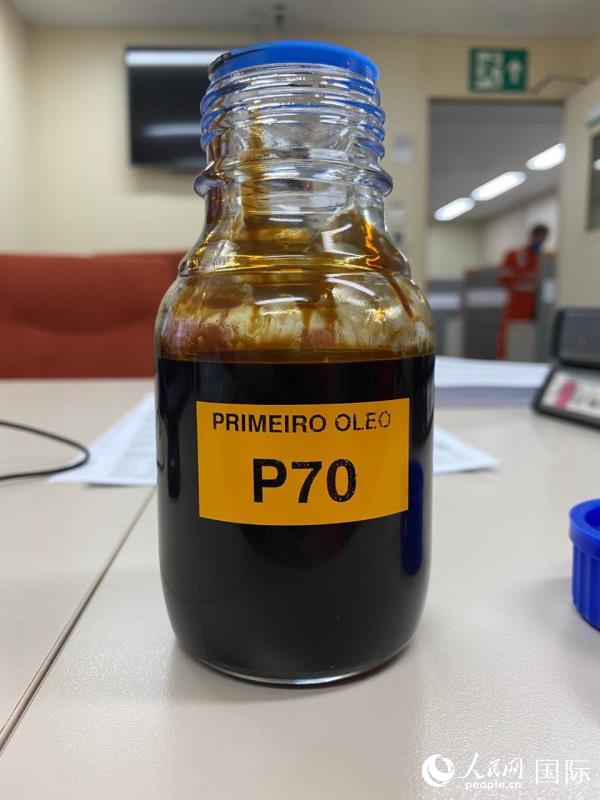 PRIMEIRO OLEO
P70
人民网 国际
people.cn